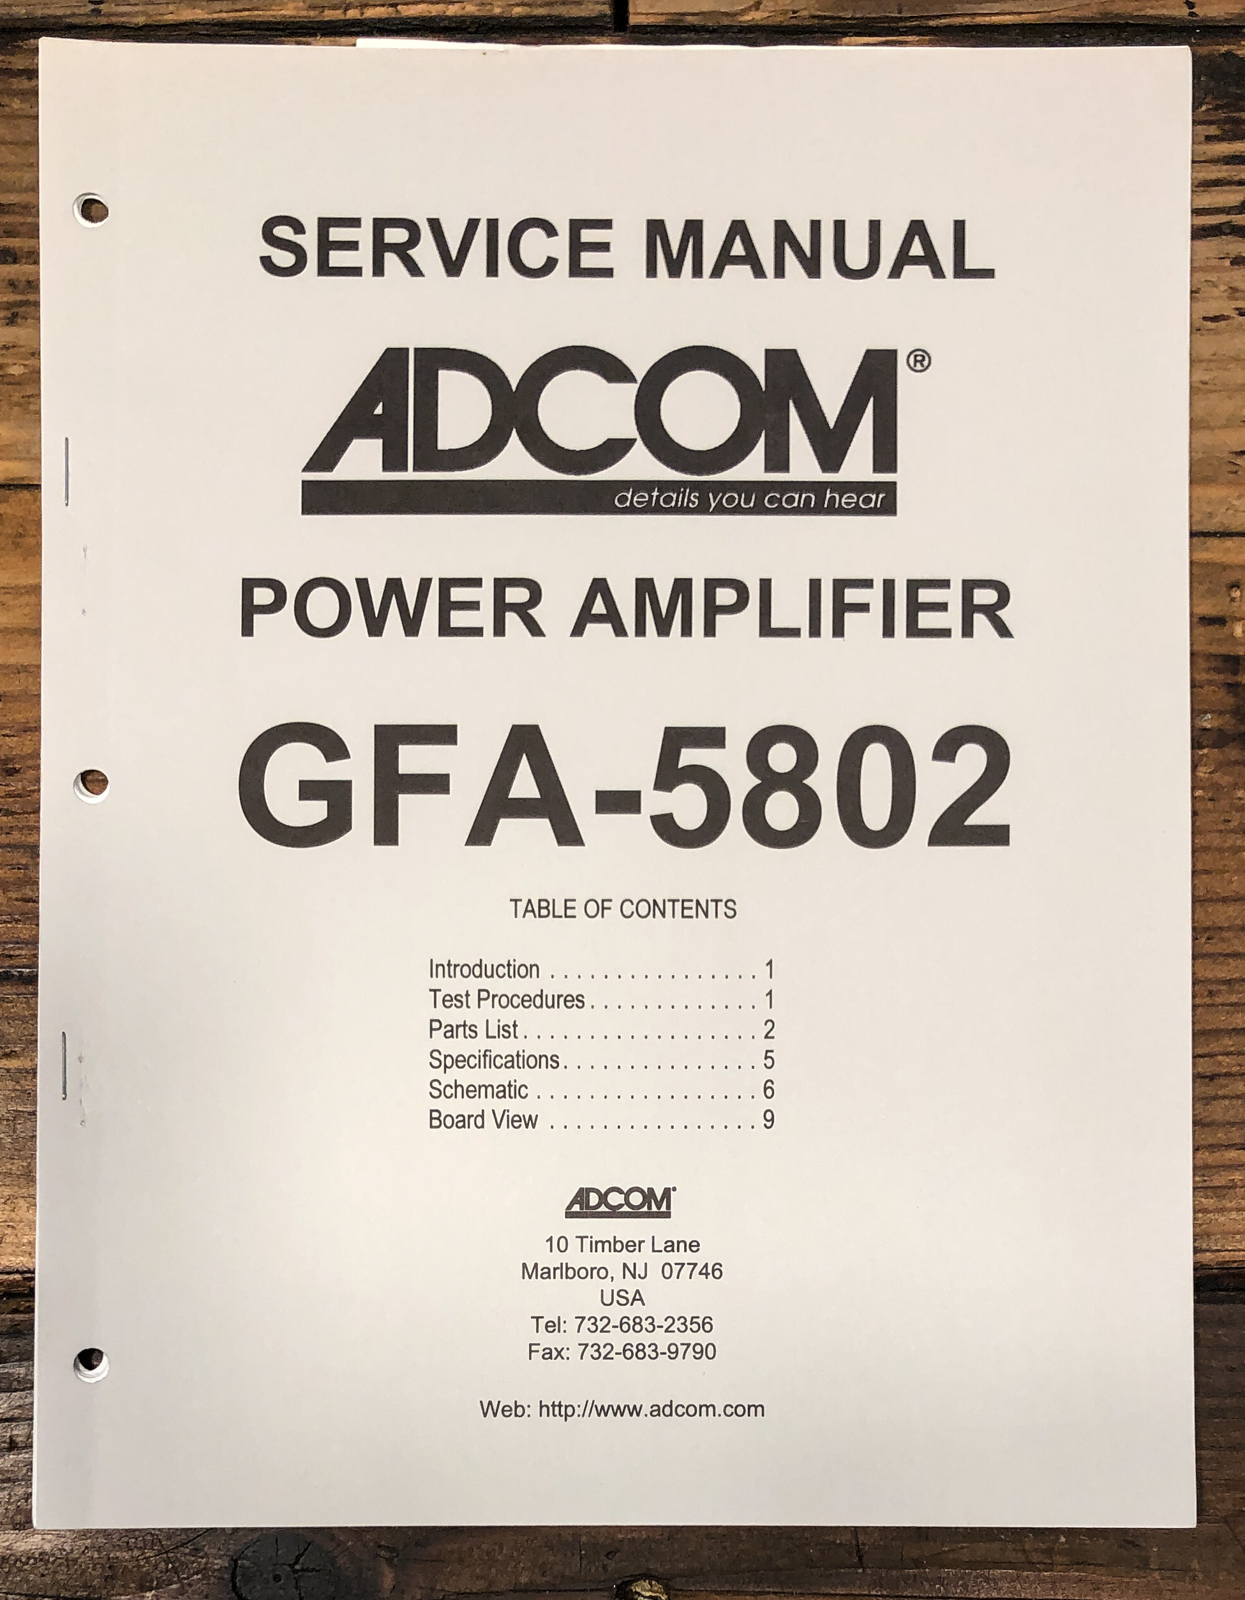 SERVICE MANUAL
ADCOM®
details you can hear
POWER AMPLIFIER
GFA-5802
TABLE OF CONTENTS
Introduction . . . . . . . . . . . . . . . . 1
Test Procedures . . . . . . . . . . . . . 1
Parts List . . . . . . . . . . . . . . . . . . 2
Specifications . . . . . . . . . . . . . . . 5
Schematic . . . . . . . . . . . . . . . . . 6
Board View . . . . . . . . . . . . . . . . 9
ADCOM
10 Timber Lane
Marlboro, NJ 07746
USA
Tel: 732-683-2356
Fax: 732-683-9790
Web: http://www.adcom.com